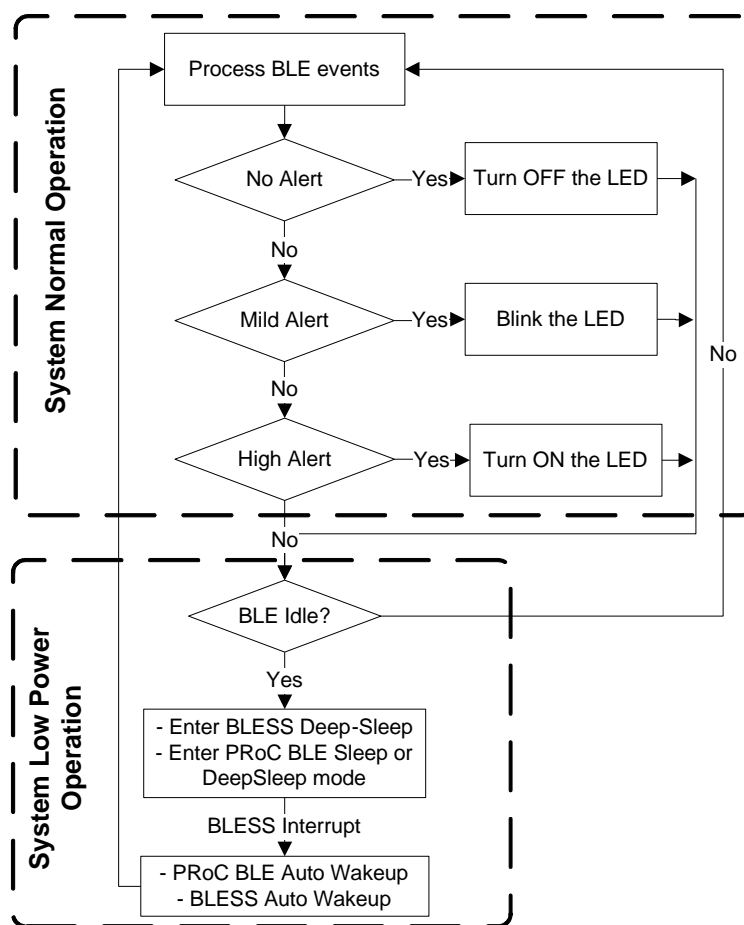 System Normal Operation
Process BLE events
No Alert
Yes
Turn OFF the LED
No
Mild Alert
Yes
Blink the LED
No
No
High Alert
Yes
Turn ON the LED
No
System Low Power
Operation
BLE Idle?
Yes
- Enter BLESS Deep-Sleep
- Enter PRoC BLE Sleep or
DeepSleep mode
BLESS Interrupt
- PRoC BLE Auto Wakeup
- BLESS Auto Wakeup